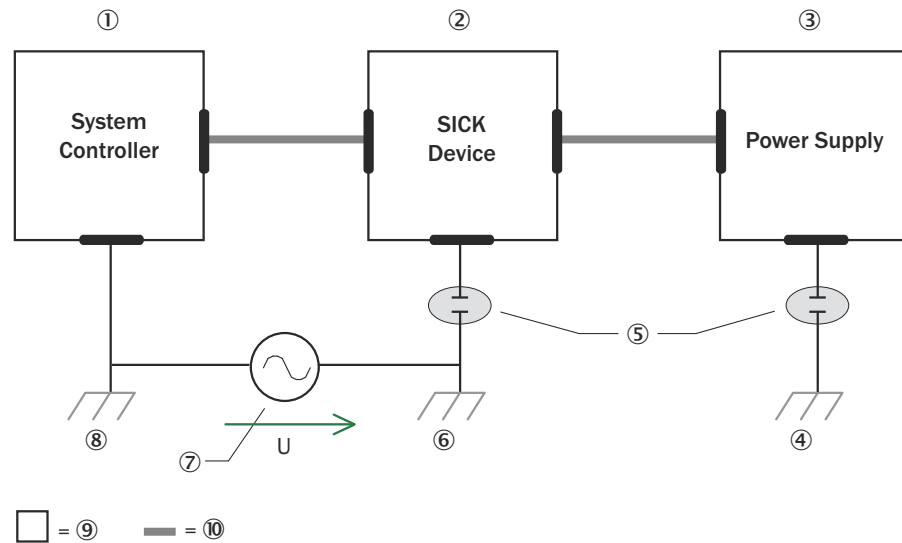 ① ② ③
System
Controller
SICK
Device
Power Supply
⑤
⑧ ⑥ ④
⑦ U
= ⑨ = ⑩